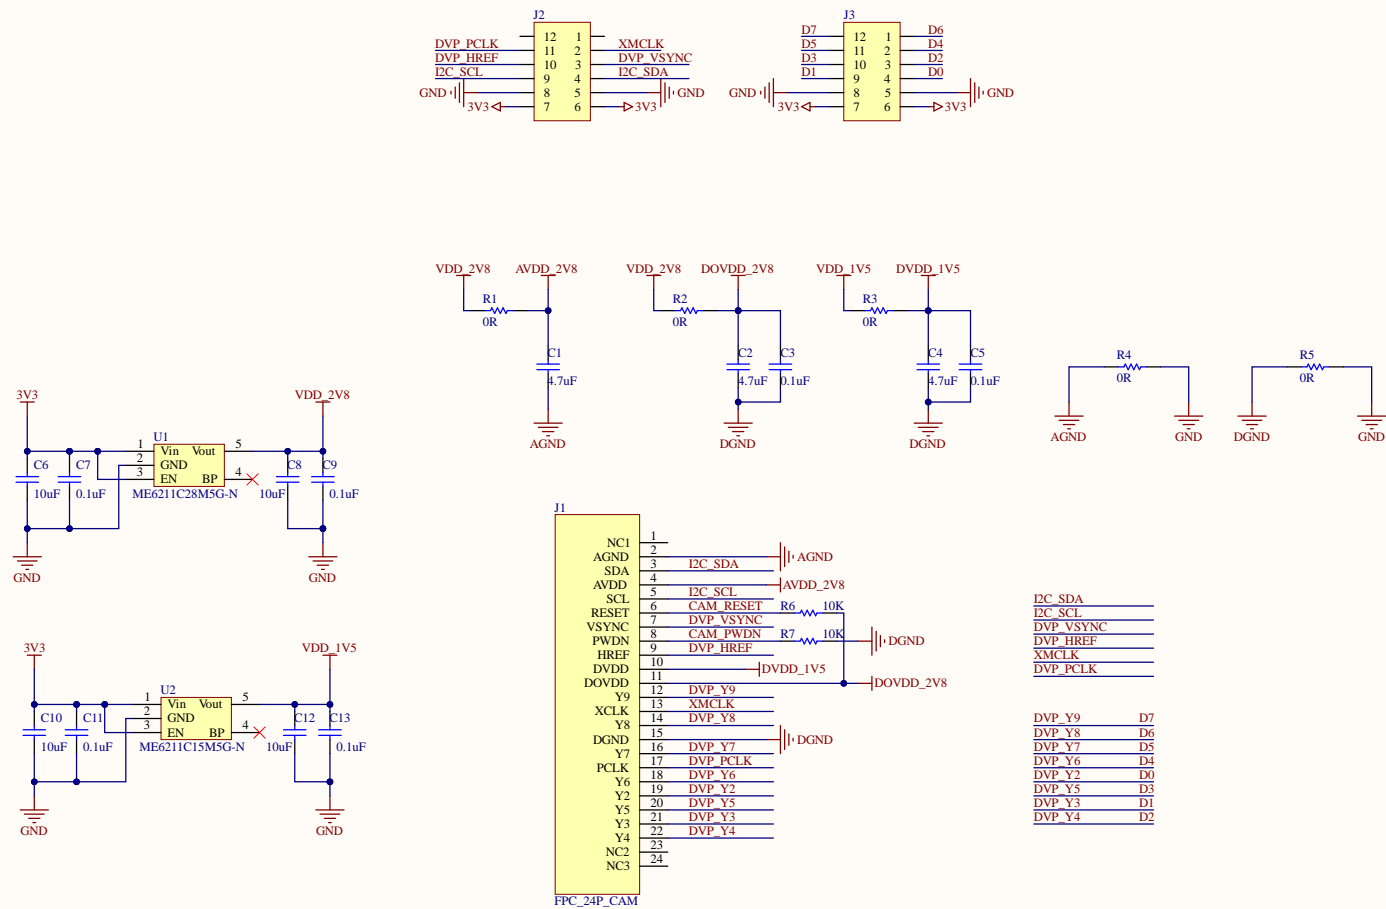 J2
12 1
DVP_PCLK 11 2 XMCLK
DVP_HREF 10 3 DVP_VSYNC
I2C_SCL 9 4 I2C_SDA
GND 8 5 GND
3V3 7 6 3V3
J3
D7 12 1 D6
D5 11 2 D4
D3 10 3 D2
D1 9 4 D0
GND 8 5 GND
3V3 7 6 3V3
VDD_2V8 AVDD_2V8
R1
0R
C1
4.7uF
AGND
VDD_2V8 DOVDD_2V8
R2
0R
C2 C3
4.7uF 0.1uF
DGND
VDD_1V5 DVDD_1V5
R3
0R
C4 C5
4.7uF 0.1uF
DGND
R4
0R
AGND GND
R5
0R
DGND GND
3V3 VDD_2V8
U1
1 Vin Vout 5
2 GND
3 EN BP 4
ME6211C28M5G-N
C6 C7 C8 C9
10uF 0.1uF 10uF 0.1uF
GND GND
3V3 VDD_1V5
U2
1 Vin Vout 5
2 GND
3 EN BP 4
ME6211C15M5G-N
C10 C11 C12 C13
10uF 0.1uF 10uF 0.1uF
GND GND
J1
NC1 1
AGND 2 AGND
SDA 3 I2C_SDA
AVDD 4 AVDD_2V8
SCL 5 I2C_SCL
RESET 6 CAM_RESET R6 10K
VSYNC 7 DVP_VSYNC
PWDN 8 CAM_PWDN R7 10K DGND
HREF 9 DVP_HREF
DVDD 10 DVDD_1V5
DOVDD 11 DOVDD_2V8
Y9 12 DVP_Y9
XCLK 13 XMCLK
Y8 14 DVP_Y8
DGND 15 DGND
Y7 16 DVP_Y7
PCLK 17 DVP_PCLK
Y6 18 DVP_Y6
Y2 19 DVP_Y2
Y5 20 DVP_Y5
Y3 21 DVP_Y3
Y4 22 DVP_Y4
NC2 23
NC3 24
FPC_24P_CAM
I2C_SDA
I2C_SCL
DVP_VSYNC
DVP_HREF
XMCLK
DVP_PCLK
DVP_Y9 D7
DVP_Y8 D6
DVP_Y7 D5
DVP_Y6 D4
DVP_Y2 D0
DVP_Y5 D3
DVP_Y3 D1
DVP_Y4 D2